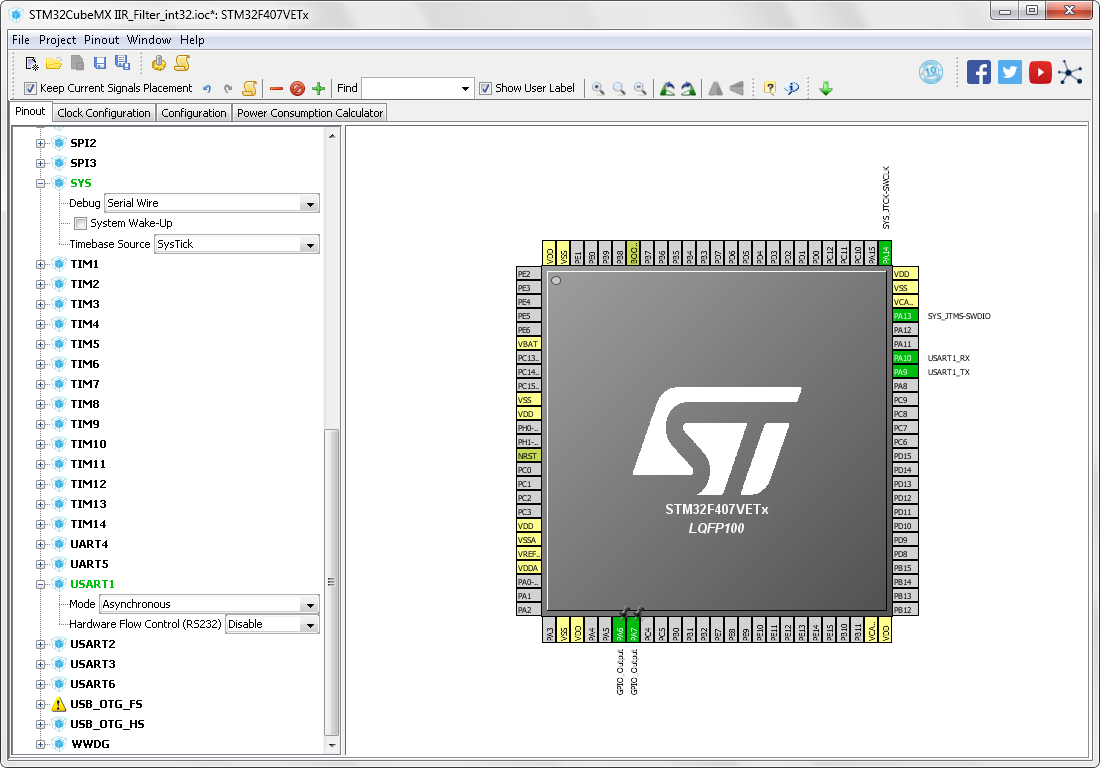 STM32CubeMX IIR_Filter_int32.ioc*: STM32F407VETx
File Project Pinout Window Help
Keep Current Signals Placement Find Show User Label
Pinout Clock Configuration Configuration Power Consumption Calculator
SPI2
SPI3
SYS
Debug Serial Wire
System Wake-Up
Timebase Source SysTick
TIM1
TIM2
TIM3
TIM4
TIM5
TIM6
TIM7
TIM8
TIM9
TIM10
TIM11
TIM12
TIM13
TIM14
UART4
UART5
USART1
Mode Asynchronous
Hardware Flow Control (RS232) Disable
USART2
USART3
USART6
USB_OTG_FS
USB_OTG_HS
WWDG
SYS_JTCK-SWCLK
VDD VSS PE1 PE0 PB9 PB8 BOO.. PB7 PB6 PB5 PB4 PB3 PD7 PD6 PD5 PD4 PD3 PD2 PD1 PD0 PC12 PC11 PC10 PA15 PA14
PE2
PE3
PE4
PE5
PE6
VBAT
PC13..
PC14..
PC15..
VSS
VDD
PH0-..
PH1-..
NRST
PC0
PC1
PC2
PC3
VDD
VSSA
VREF..
VDDA
PA0-..
PA1
PA2
ST
STM32F407VETx
LQFP100
VDD
VSS
VCA..
PA13 SYS_JTMS-SWDIO
PA12
PA11
PA10 USART1_RX
PA9 USART1_TX
PA8
PC9
PC8
PC7
PC6
PD15
PD14
PD13
PD12
PD11
PD10
PD9
PD8
PB15
PB14
PB13
PB12
PA3 VSS VDD PA4 PA5 PA6 PA7 PC4 PC5 PB0 PB1 PB2 PE7 PE8 PE9 PE10 PE11 PE12 PE13 PE14 PE15 PB10 PB11 VCA.. VDD
GPIO_Output
GPIO_Output